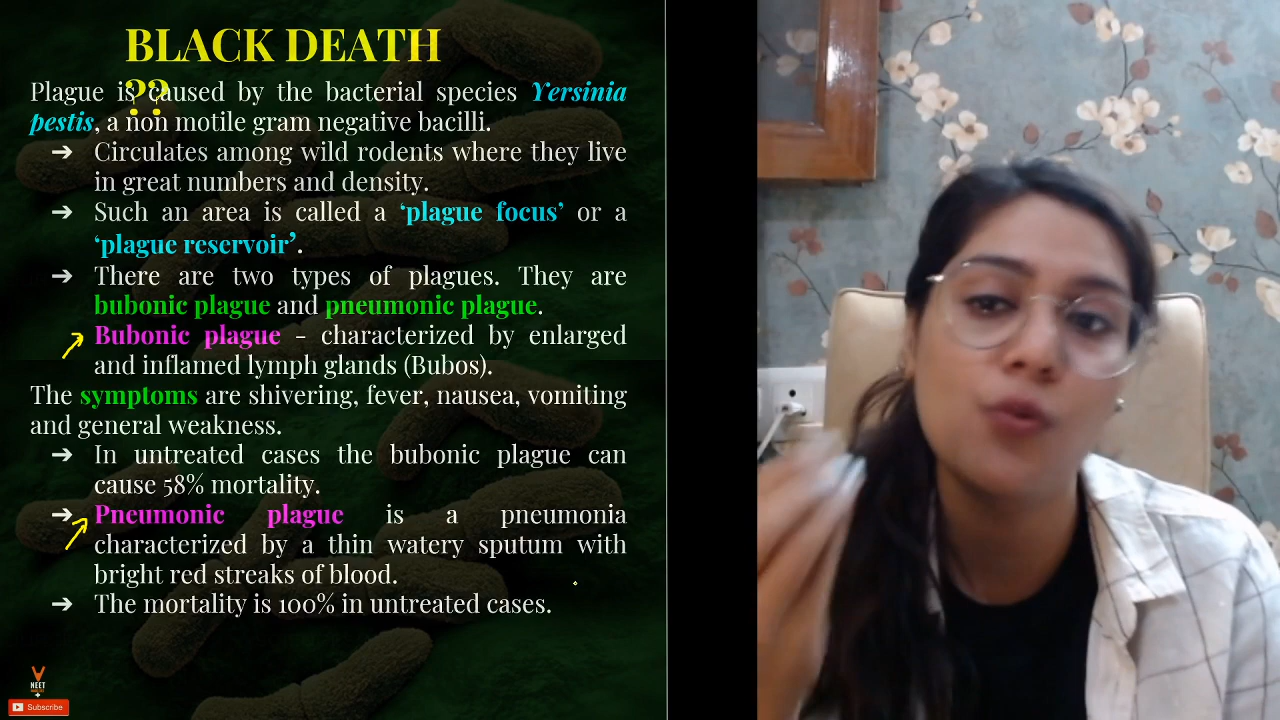 BLACK DEATH
??
Plague is caused by the bacterial species Yersinia
pestis, a non motile gram negative bacilli.
➔ Circulates among wild rodents where they live
in great numbers and density.
➔ Such an area is called a ‘plague focus’ or a
‘plague reservoir’.
➔ There are two types of plagues. They are
bubonic plague and pneumonic plague.
Bubonic plague - characterized by enlarged
and inflamed lymph glands (Bubos).
The symptoms are shivering, fever, nausea, vomiting
and general weakness.
➔ In untreated cases the bubonic plague can
cause 58% mortality.
➔ Pneumonic plague is a pneumonia
characterized by a thin watery sputum with
bright red streaks of blood.
➔ The mortality is 100% in untreated cases.
NEET
Subscribe